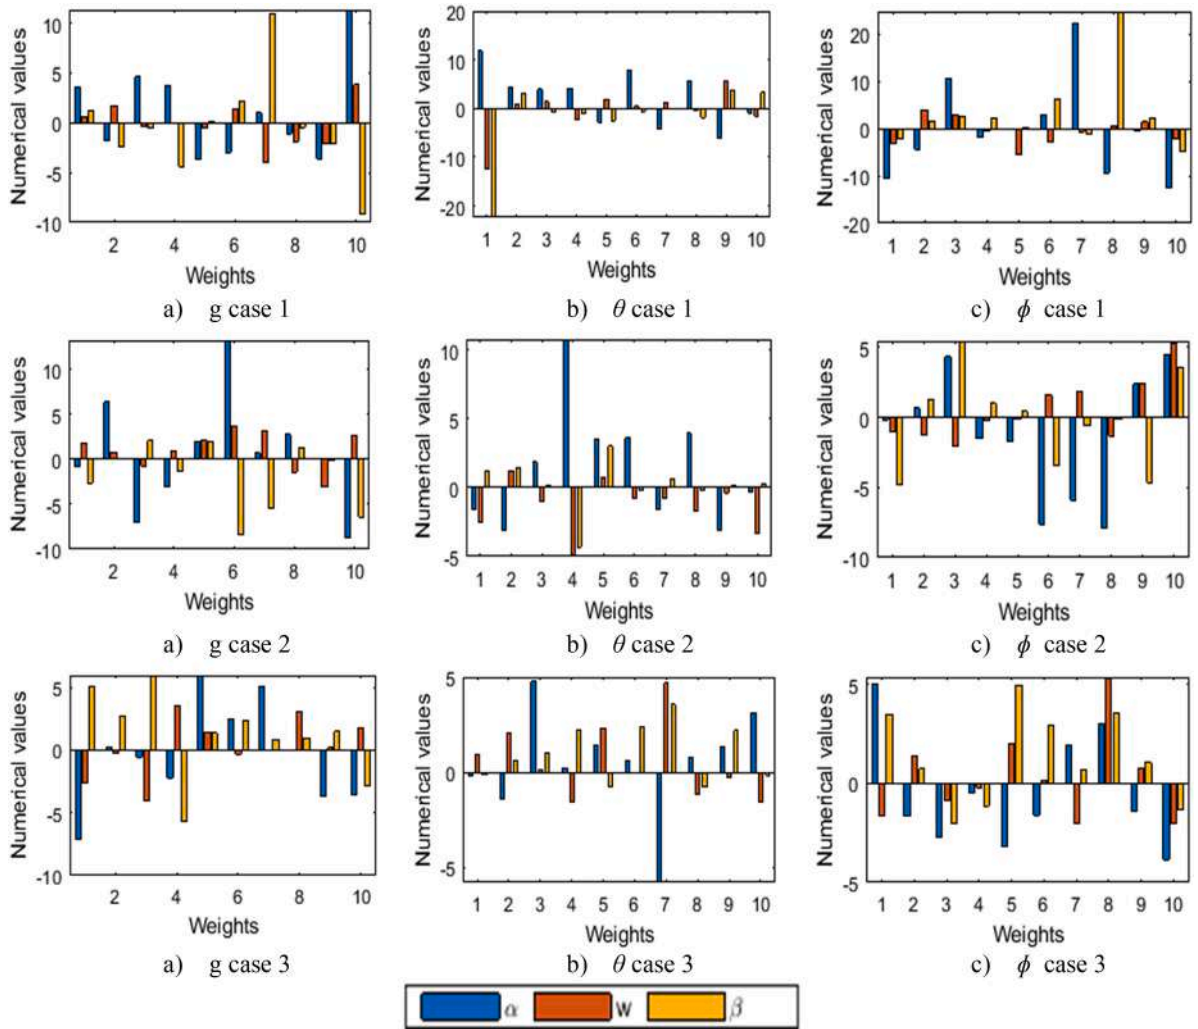 10
5
0
-5
-10
Numerical values
2 4 6 8 10
Weights
a) g case 1
20
10
0
-10
-20
Numerical values
1 2 3 4 5 6 7 8 9 10
Weights
b) θ case 1
20
10
0
-10
-20
Numerical values
1 2 3 4 5 6 7 8 9 10
Weights
c) ϕ case 1
10
5
0
-5
-10
Numerical values
2 4 6 8 10
Weights
a) g case 2
10
5
0
-5
Numerical values
1 2 3 4 5 6 7 8 9 10
Weights
b) θ case 2
5
0
-5
-10
Numerical values
1 2 3 4 5 6 7 8 9 10
Weights
c) ϕ case 2
5
0
-5
-10
Numerical values
2 4 6 8 10
Weights
a) g case 3
5
0
-5
Numerical values
1 2 3 4 5 6 7 8 9 10
Weights
b) θ case 3
5
0
-5
Numerical values
1 2 3 4 5 6 7 8 9 10
Weights
c) ϕ case 3
α w β